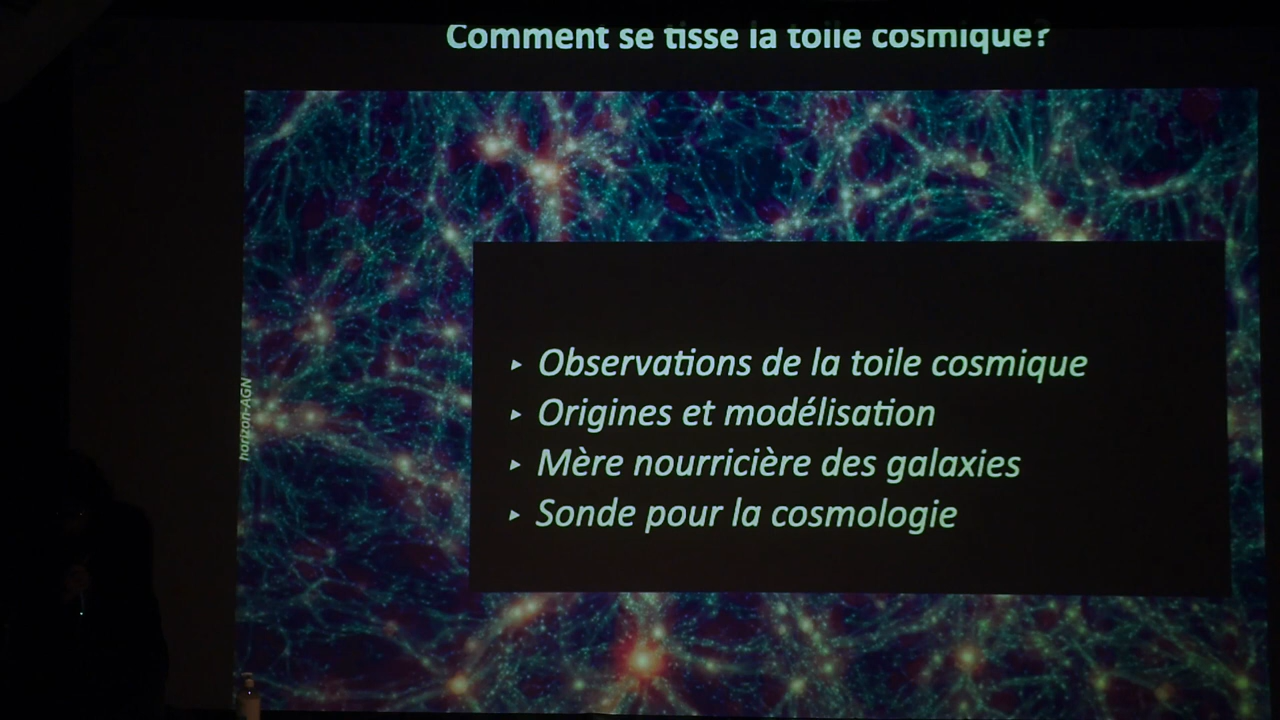 Comment se tisse la toile cosmique?
horizon-AGN
▸ Observations de la toile cosmique
▸ Origines et modélisation
▸ Mère nourricière des galaxies
▸ Sonde pour la cosmologie